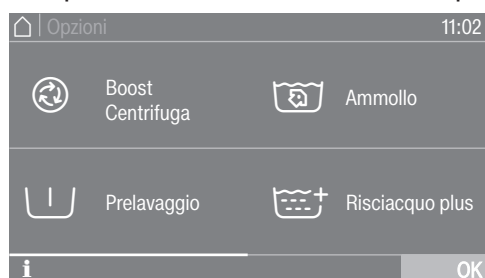 Opzioni
11:02
Boost
Centrifuga
Ammollo
Prelavaggio
Risciacquo plus
i
OK